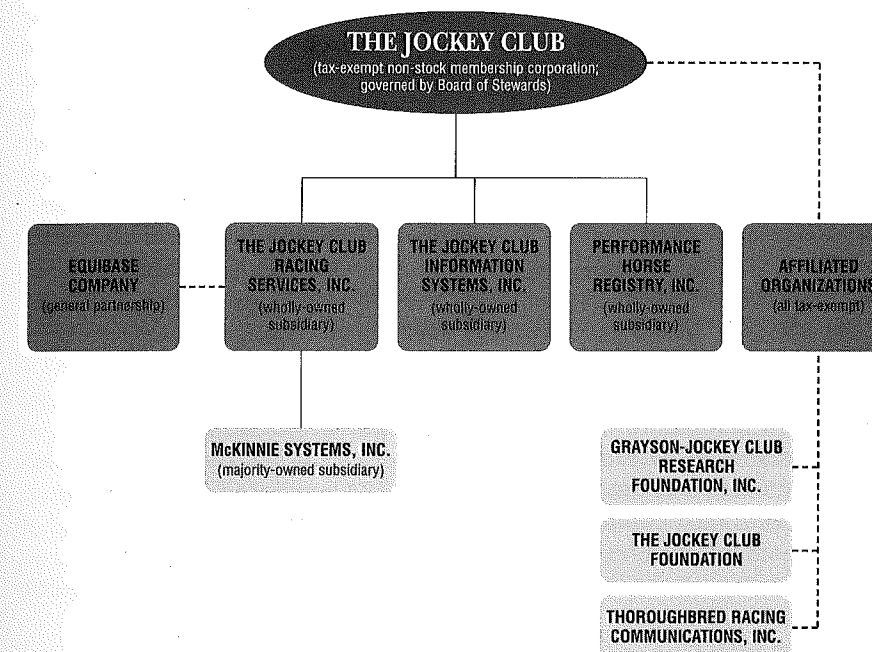 THE JOCKEY CLUB
(tax-exempt non-stock membership corporation;
governed by Board of Stewards)
EQUIBASE
COMPANY
(general partnership)
THE JOCKEY CLUB
RACING
SERVICES, INC.
(wholly-owned
subsidiary)
THE JOCKEY CLUB
INFORMATION
SYSTEMS, INC.
(wholly-owned
subsidiary)
PERFORMANCE
HORSE
REGISTRY, INC.
(wholly-owned
subsidiary)
AFFILIATED
ORGANIZATIONS
(all tax-exempt)
McKINNIE SYSTEMS, INC.
(majority-owned subsidiary)
GRAYSON-JOCKEY CLUB
RESEARCH
FOUNDATION, INC.
THE JOCKEY CLUB
FOUNDATION
THOROUGHBRED RACING
COMMUNICATIONS, INC.